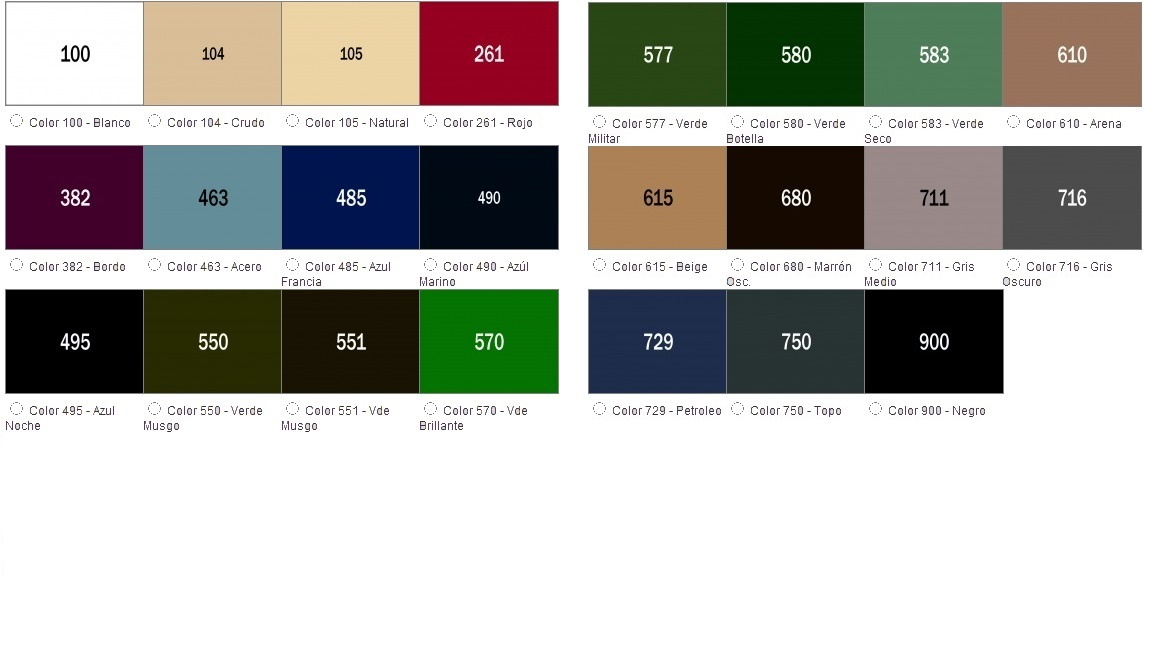 100
104
105
261
Color 100 - Blanco
Color 104 - Crudo
Color 105 - Natural
Color 261 - Rojo
382
463
485
490
Color 382 - Bordo
Color 463 - Acero
Color 485 - Azul
Francia
Color 490 - Azúl
Marino
495
550
551
570
Color 495 - Azul
Noche
Color 550 - Verde
Musgo
Color 551 - Vde
Musgo
Color 570 - Vde
Brillante
577
580
583
610
Color 577 - Verde
Militar
Color 580 - Verde
Botella
Color 583 - Verde
Seco
Color 610 - Arena
615
680
711
716
Color 615 - Beige
Color 680 - Marrón
Osc.
Color 711 - Gris
Medio
Color 716 - Gris
Oscuro
729
750
900
Color 729 - Petroleo
Color 750 - Topo
Color 900 - Negro